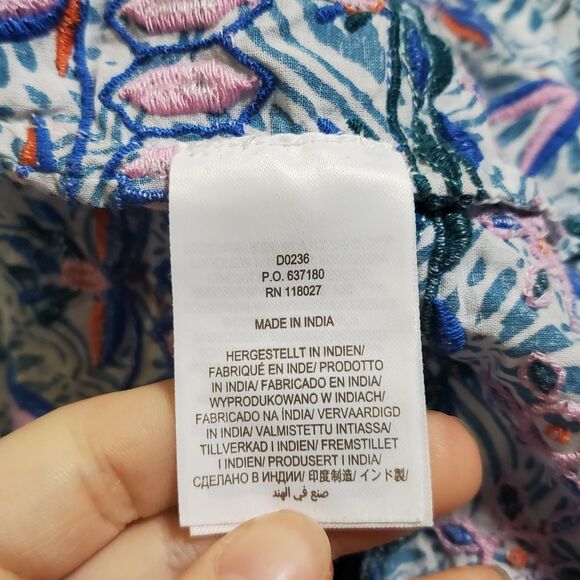 D0236
P.O. 637180
RN 118027
MADE IN INDIA
HERGESTELLT IN INDIEN/
FABRIQUÉ EN INDE/ PRODOTTO
IN INDIA/ FABRICADO EN INDIA/
WYPRODUKOWANO W INDIACH/
FABRICADO NA ÍNDIA/ VERVAARDIGD
IN INDIA/ VALMISTETTU INTIASSA/
TILLVERKAD I INDIEN/ FREMSTILLET
I INDIEN/ PRODUSERT I INDIA/
СДЕЛАНО В ИНДИИ/ 印度制造/ インド製/
صنع في الهند